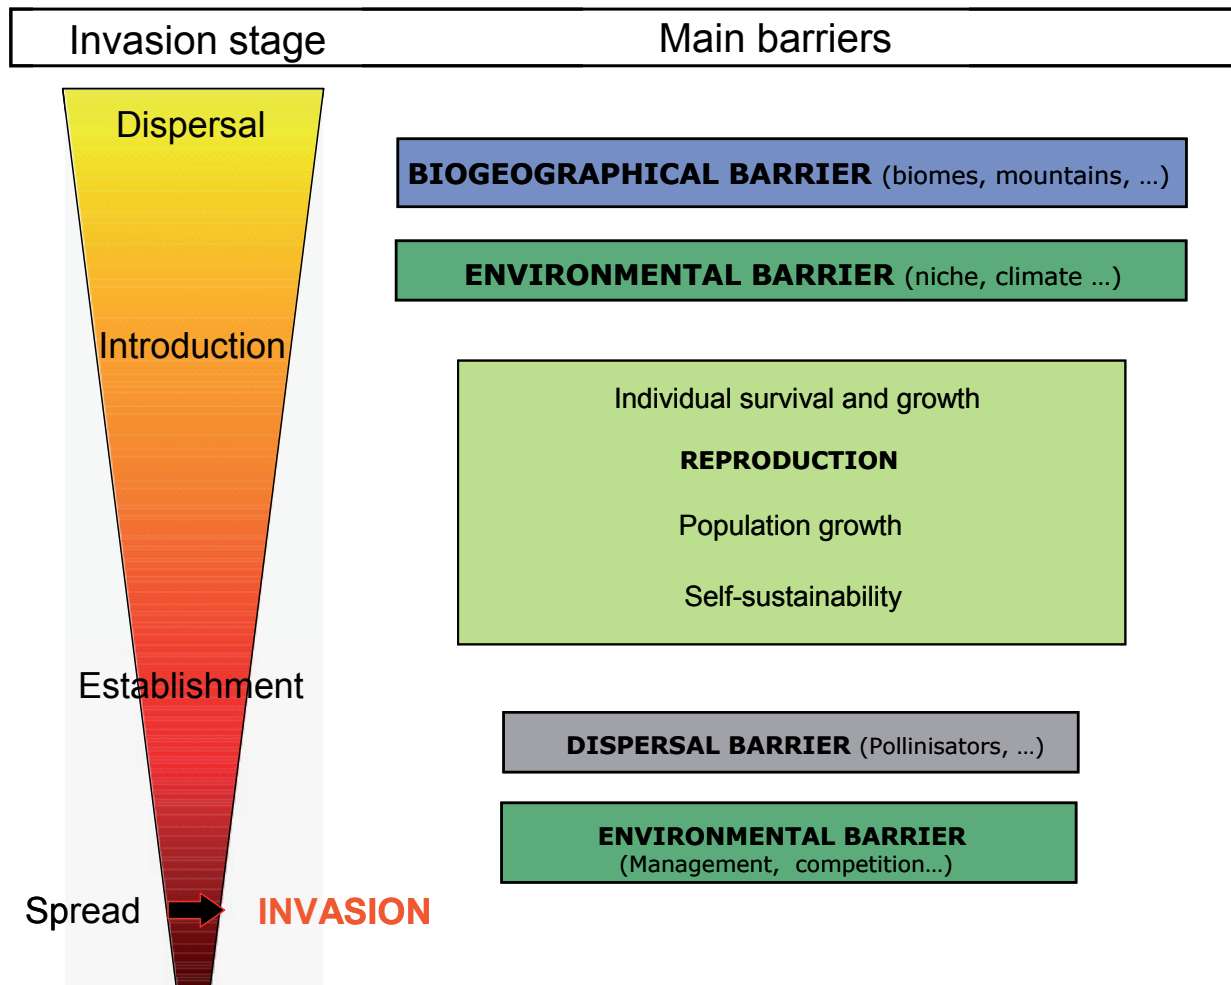 Invasion stage
Main barriers
Dispersal
BIOGEOGRAPHICAL BARRIER (biomes, mountains, ...)
ENVIRONMENTAL BARRIER (niche, climate ...)
Introduction
Individual survival and growth
REPRODUCTION
Population growth
Self-sustainability
Establishment
DISPERSAL BARRIER (Pollinisators, ...)
ENVIRONMENTAL BARRIER
(Management, competition...)
Spread
INVASION